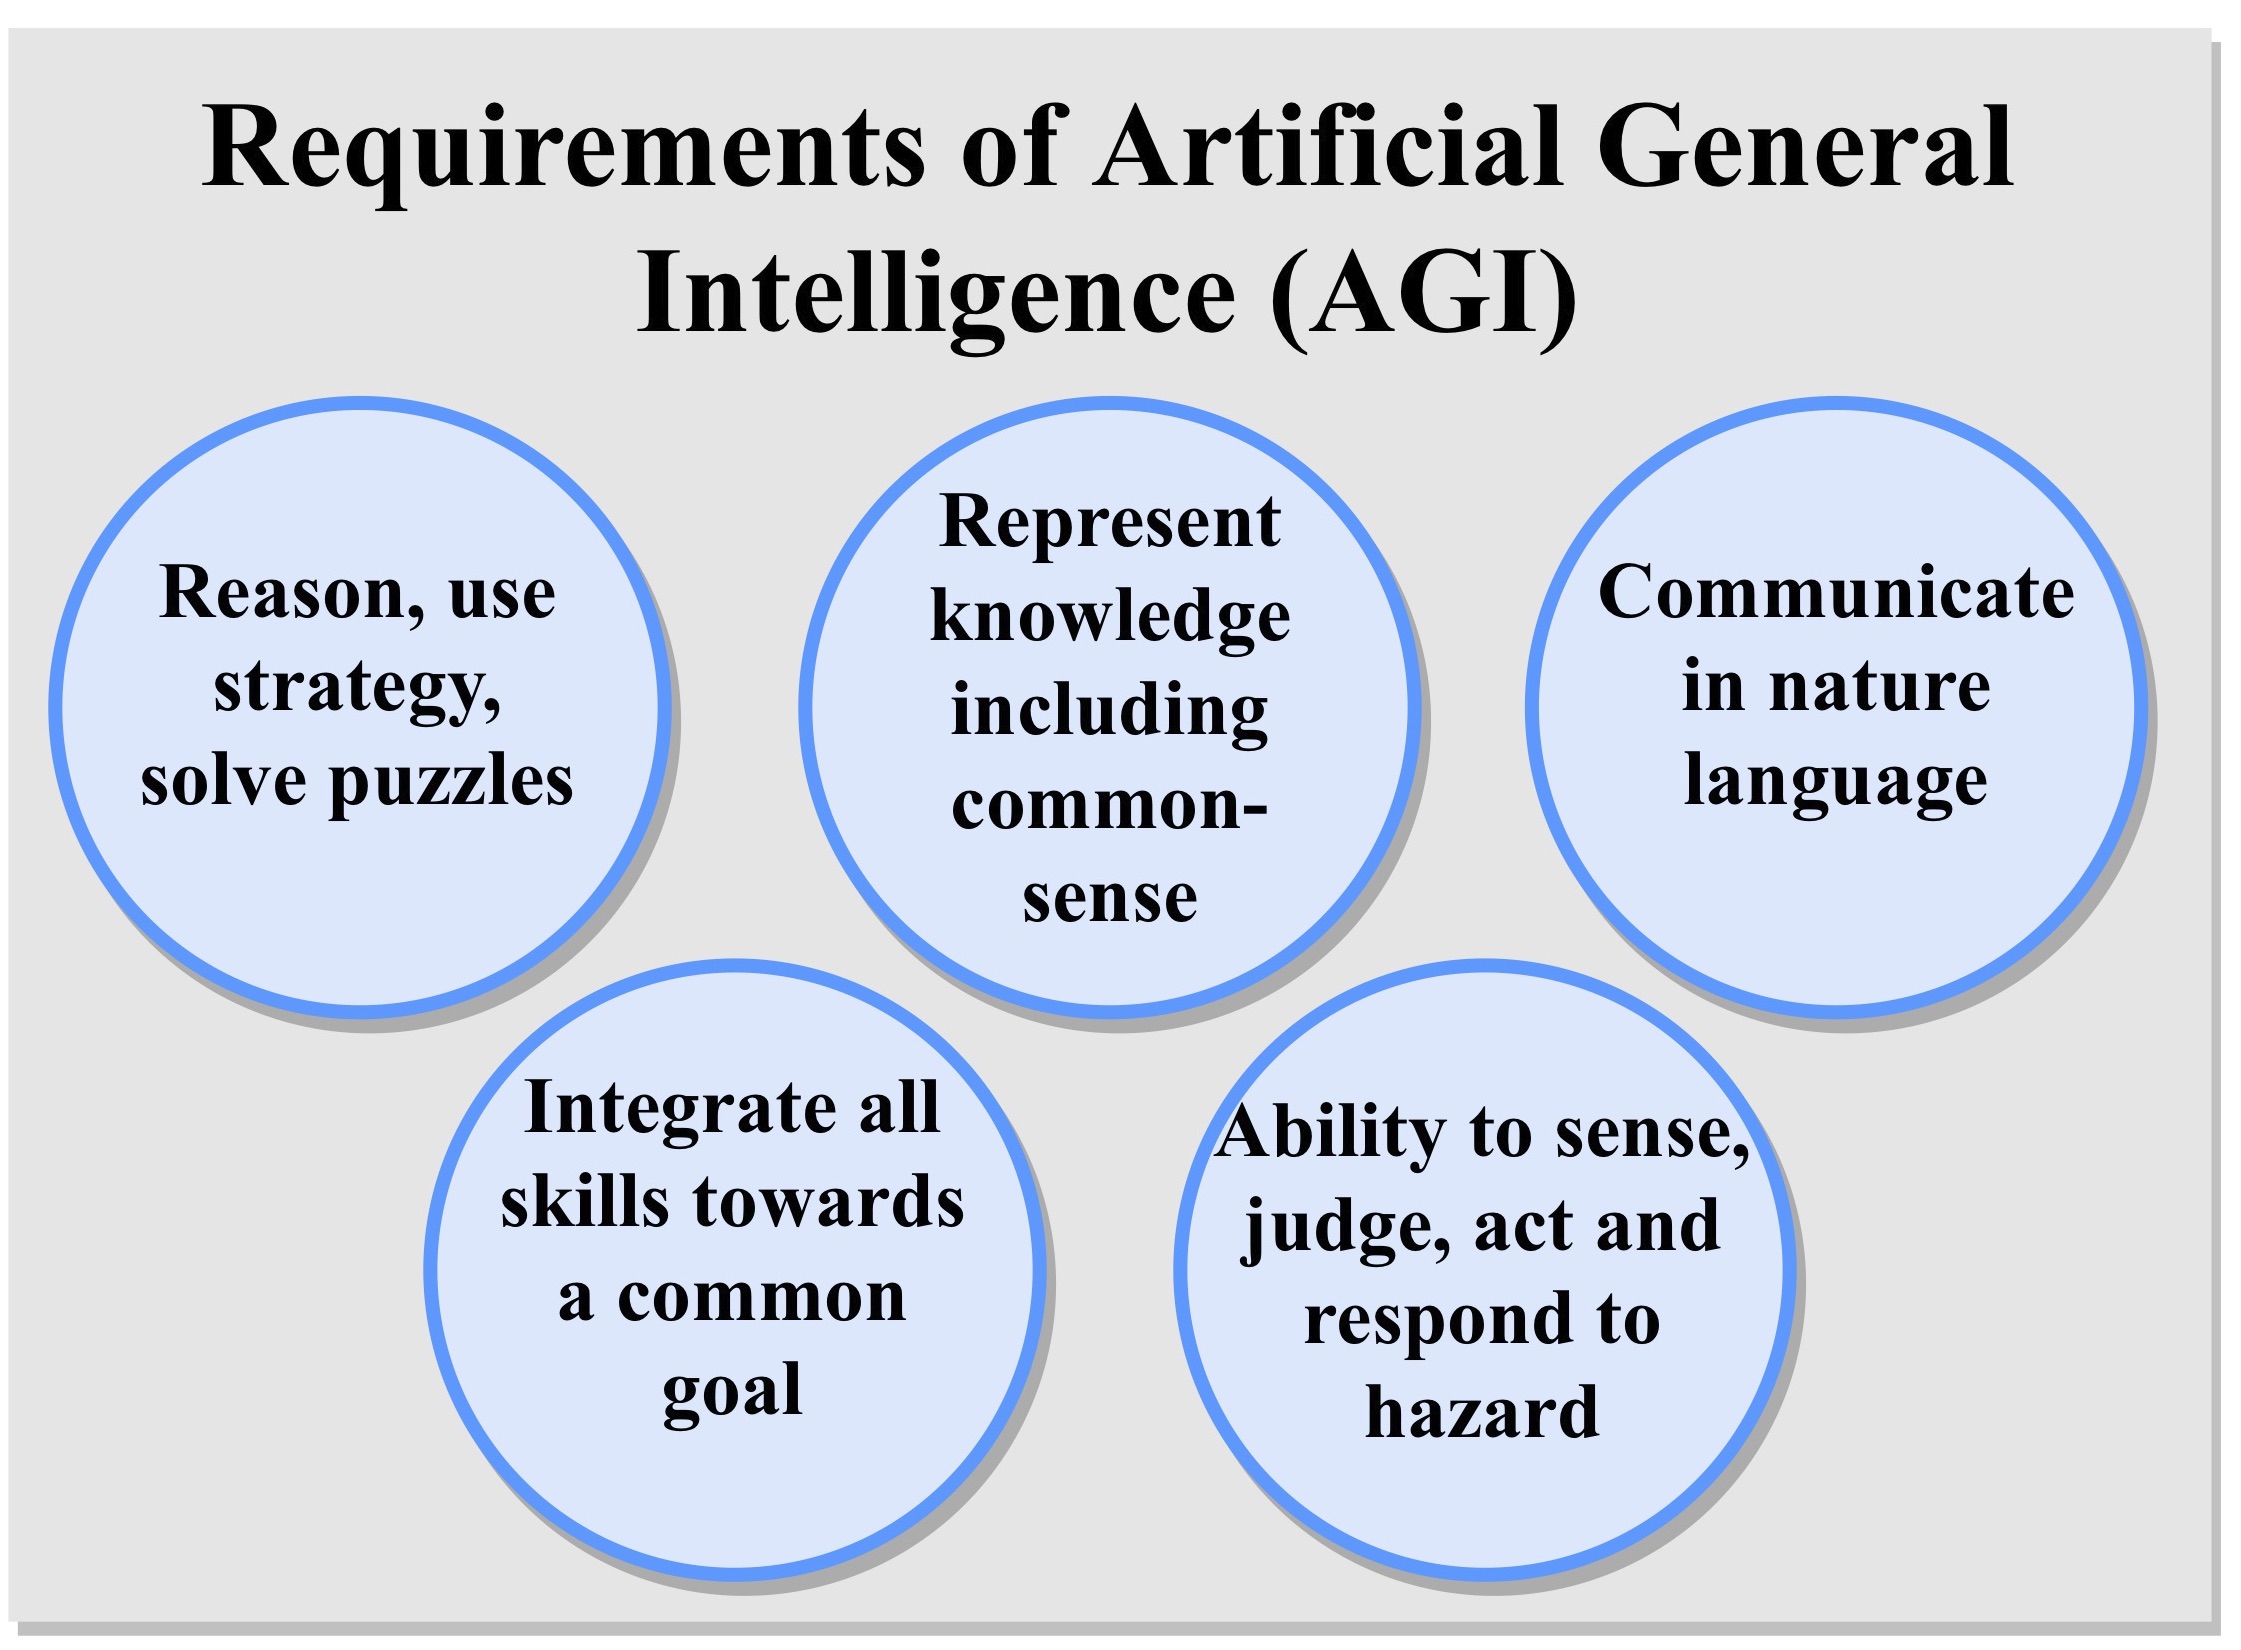 Requirements of Artificial General
Intelligence (AGI)
Reason, use
strategy,
solve puzzles
Represent
knowledge
including
common-
sense
Communicate
in nature
language
Integrate all
skills towards
a common
goal
Ability to sense,
judge, act and
respond to
hazard